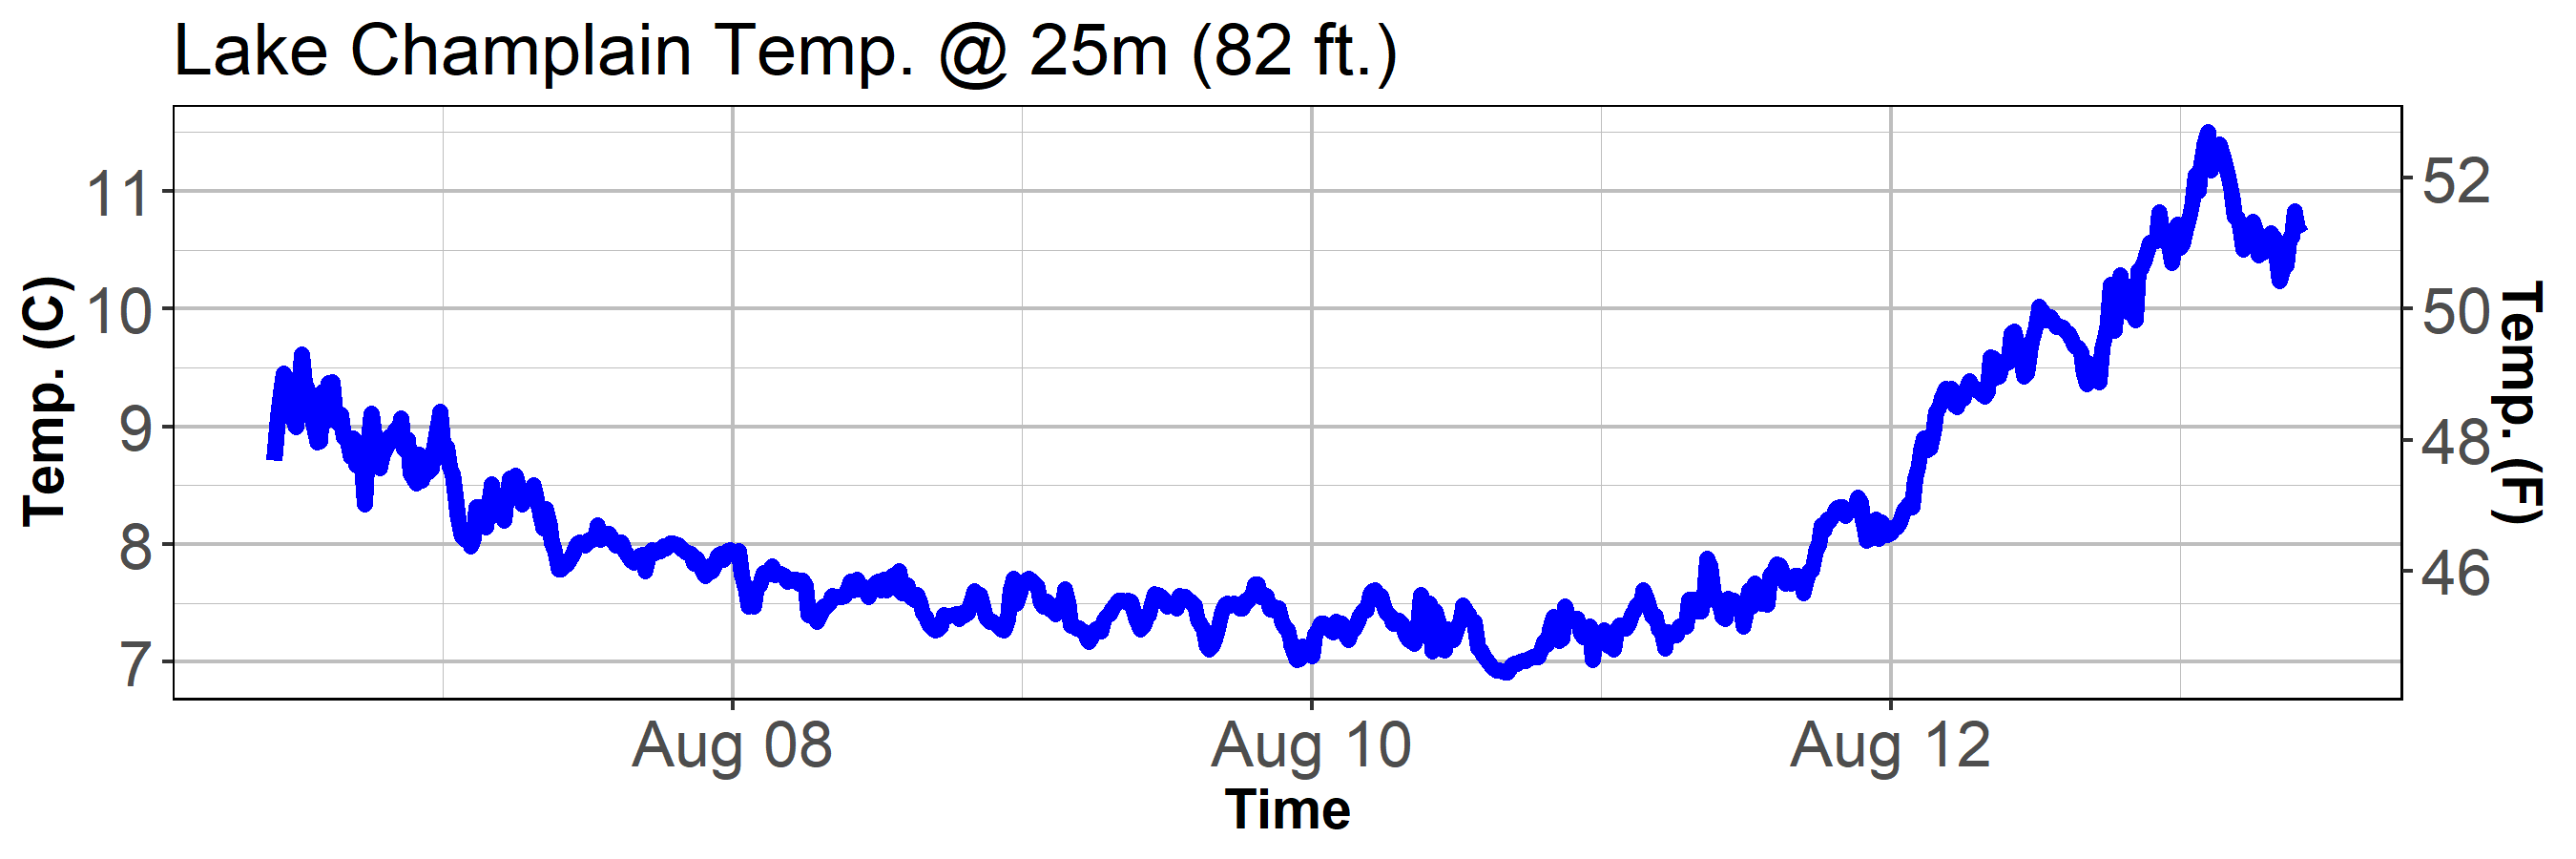 Lake Champlain Temp. @ 25m (82 ft.)
Temp. (C)
11
10
9
8
7
52
50
48
46
Temp. (F)
Aug 08
Aug 10
Aug 12
Time